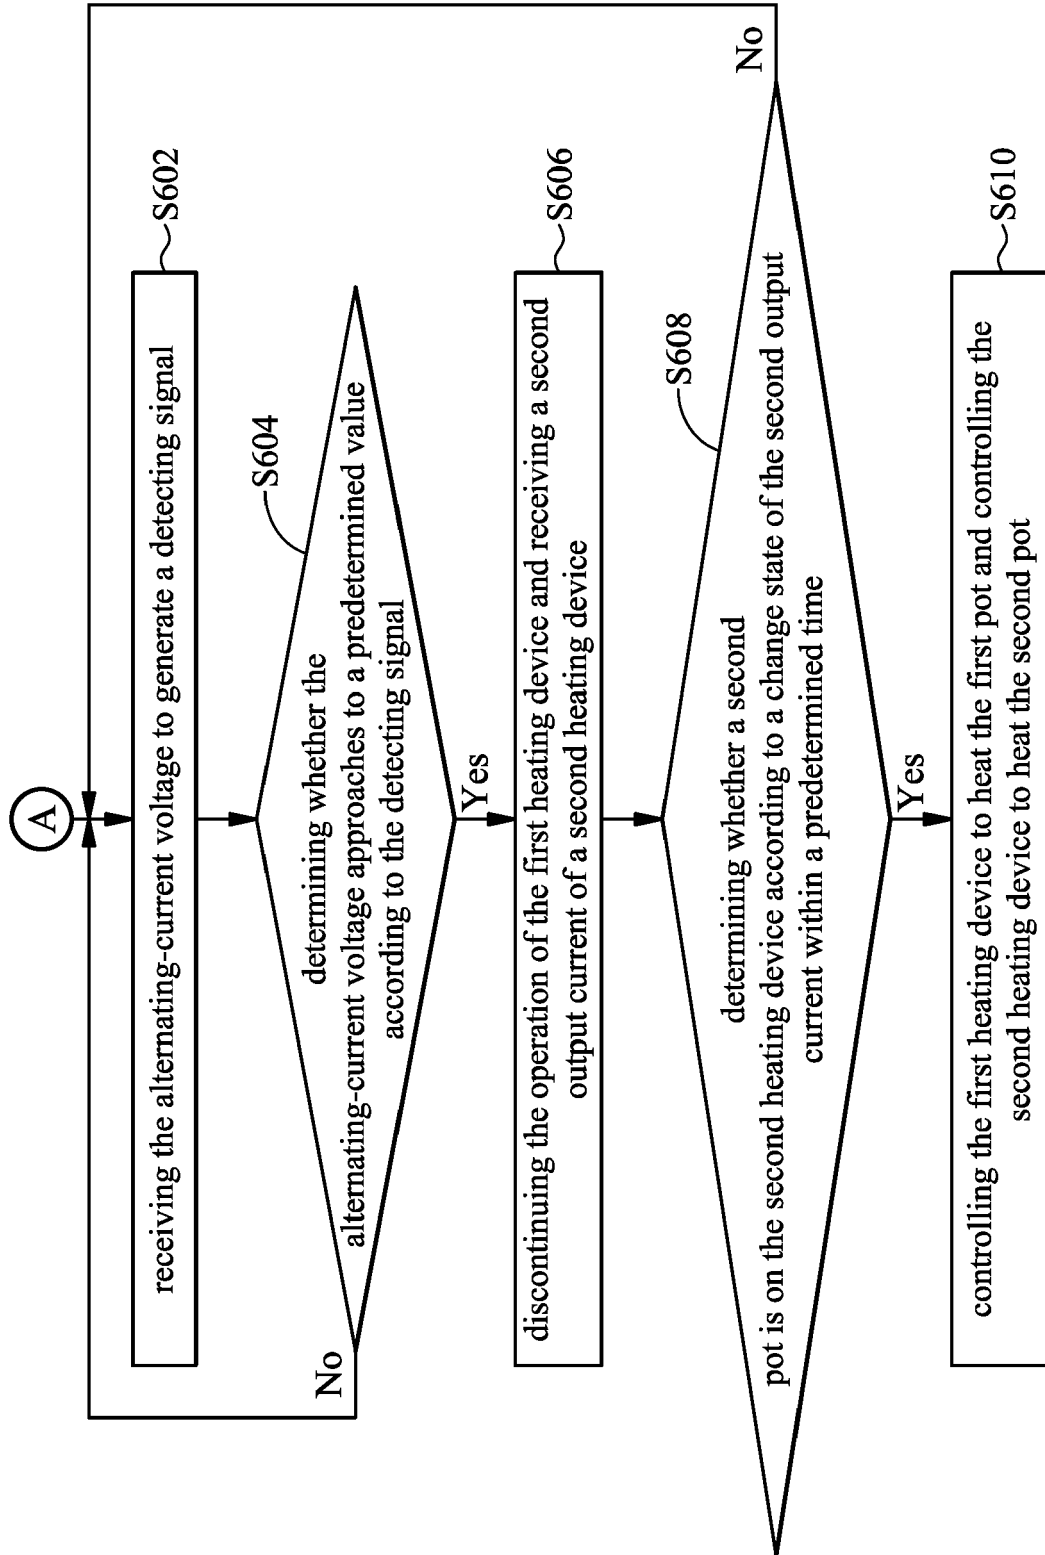 A
receiving the alternating-current voltage to generate a detecting signal
S602
determining whether the
alternating-current voltage approaches to a predetermined value
according to the detecting signal
S604
No
Yes
discontinuing the operation of the first heating device and receiving a second
output current of a second heating device
S606
determining whether a second
pot is on the second heating device according to a change state of the second output
current within a predetermined time
S608
No
Yes
controlling the first heating device to heat the first pot and controlling the
second heating device to heat the second pot
S610